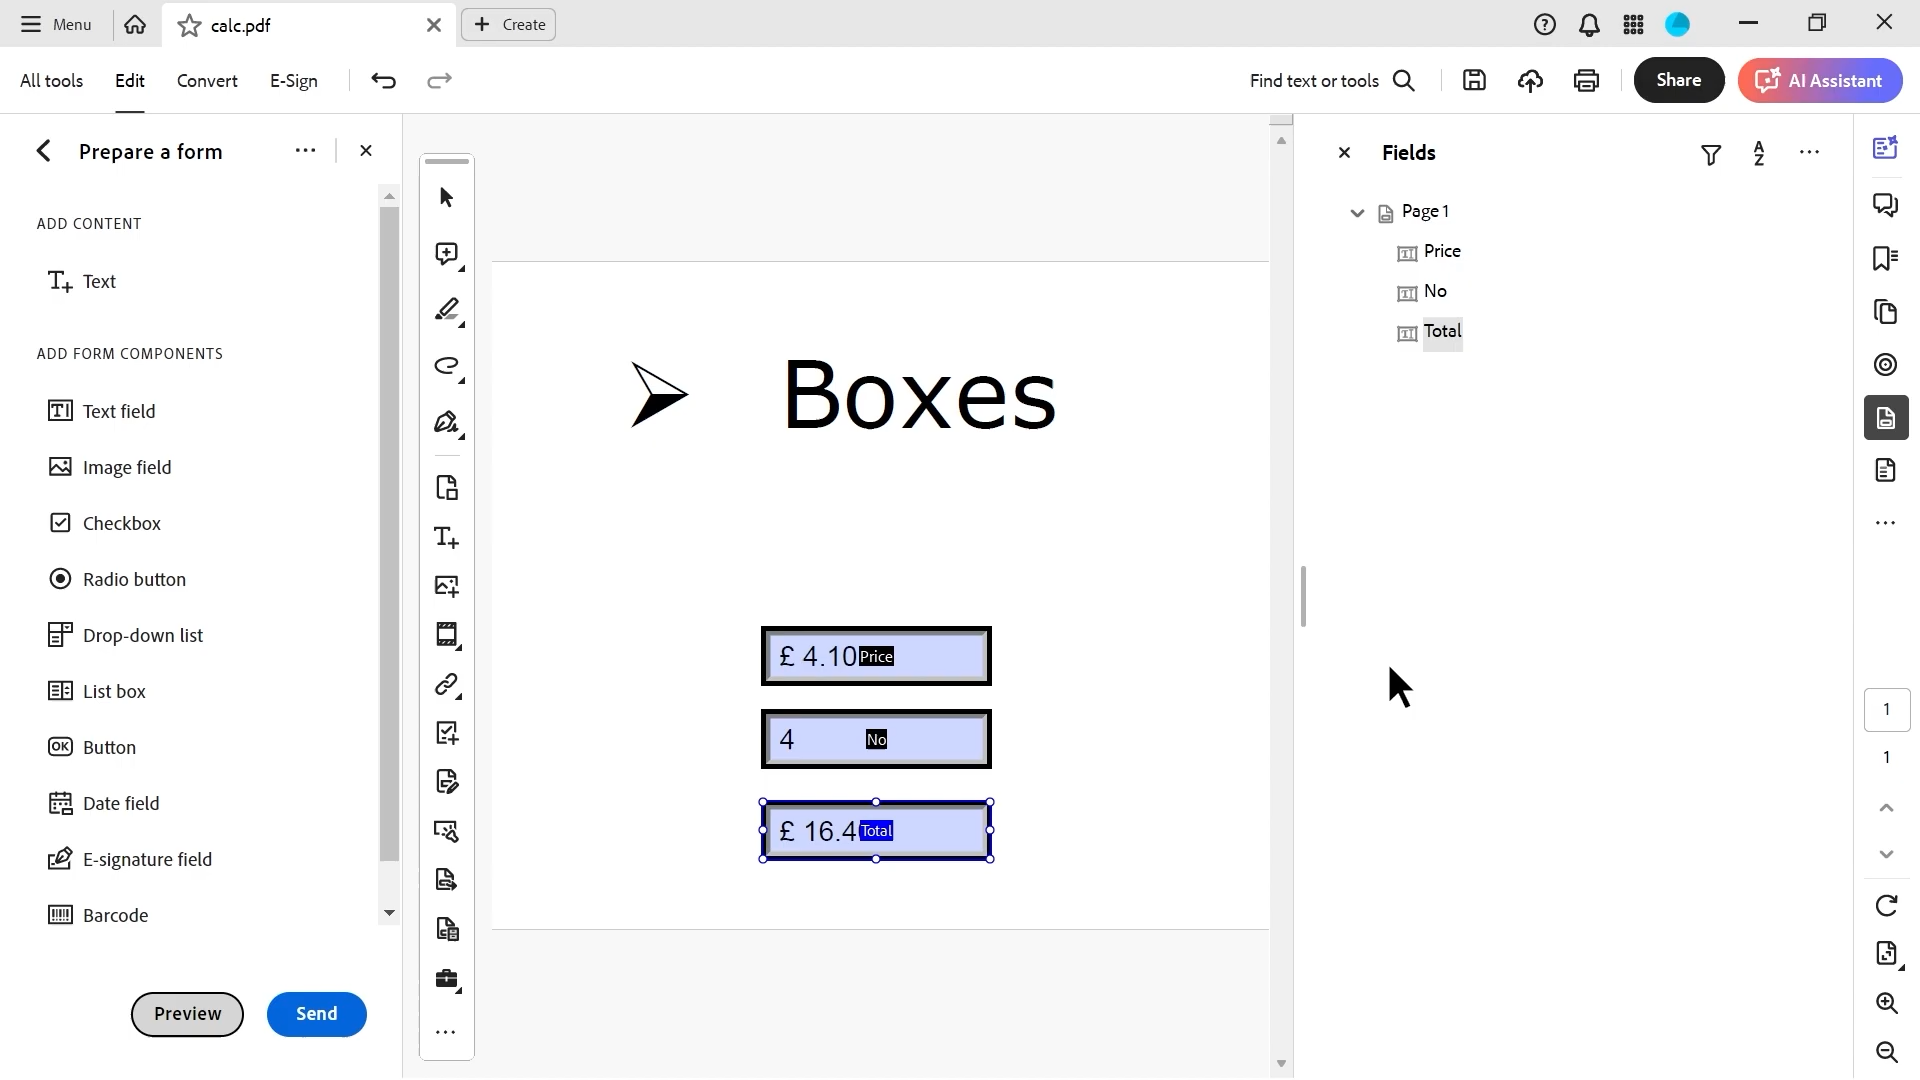 Menu
calc.pdf
Create
All tools
Edit
Convert
E-Sign
Find text or tools
Share
AI Assistant
Prepare a form
ADD CONTENT
Text
ADD FORM COMPONENTS
Text field
Image field
Checkbox
Radio button
Drop-down list
List box
Button
Date field
E-signature field
Barcode
Preview
Send
➢ Boxes
£ 4.10 Price
4 No
£ 16.4 Total
Fields
Page 1
Price
No
Total
1
1